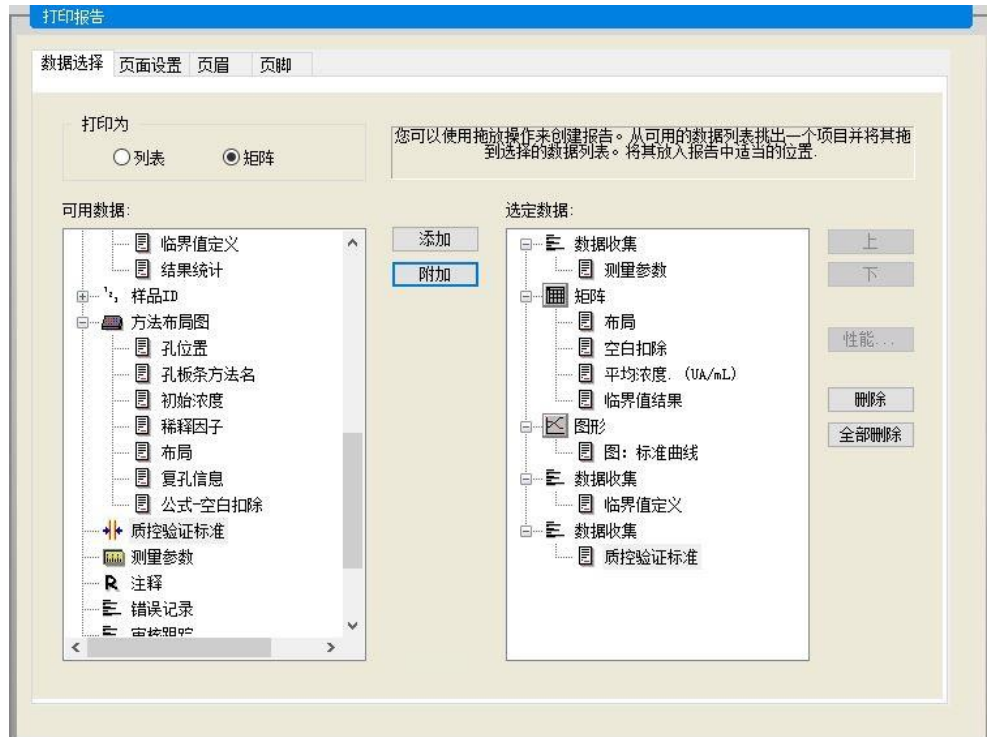 打印报告
数据选择 页面设置 页眉 页脚
打印为
列表 矩阵
您可以使用拖放操作来创建报告。从可用的数据列表挑出一个项目并将其拖
到选择的数据列表。将其放入报告中适当的位置.
可用数据:
临界值定义
结果统计
样品ID
方法布局图
孔位置
孔板条方法名
初始浓度
稀释因子
布局
复孔信息
公式-空白扣除
质控验证标准
测量参数
R 注释
错误记录
审核跟踪
添加
附加
选定数据:
数据收集
测量参数
矩阵
布局
空白扣除
平均浓度. (UA/mL)
临界值结果
图形
图: 标准曲线
数据收集
临界值定义
数据收集
质控验证标准
上
下
性能...
删除
全部删除